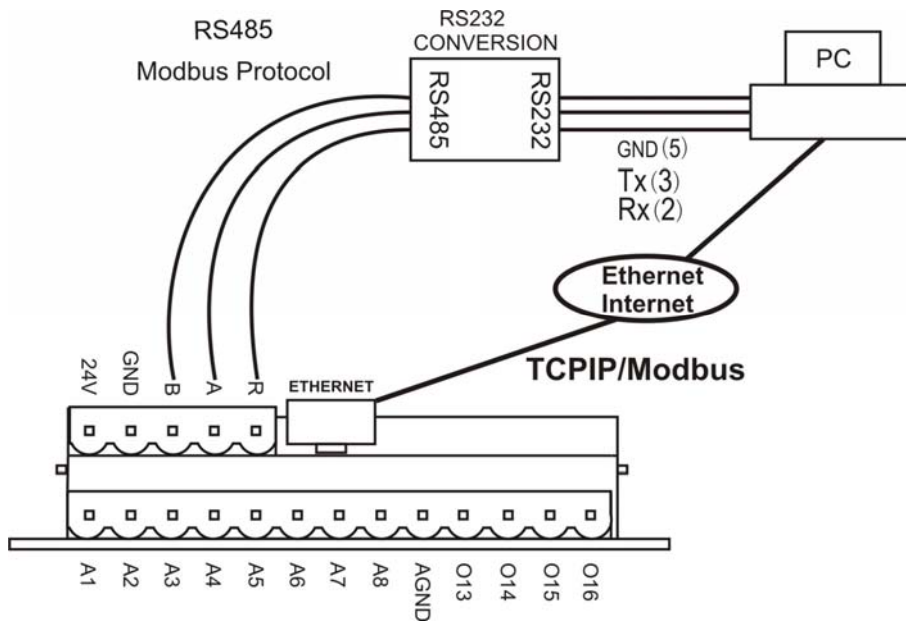 RS485
Modbus Protocol
RS232
CONVERSION
RS485
RS232
PC
GND(5)
Tx(3)
Rx(2)
Ethernet
Internet
TCPIP/Modbus
24V
GND
B
A
R
ETHERNET
A1
A2
A3
A4
A5
A6
A7
A8
AGND
O13
O14
O15
O16